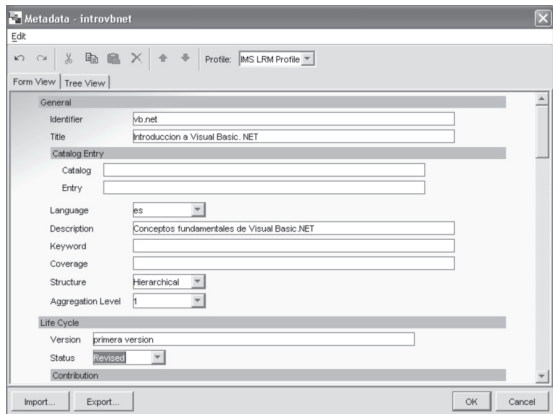 Metadata - introvbnet
Edit
Profile: IMS LRM Profile
Form View Tree View
General
Identifier vb.net
Title Introduccion a Visual Basic. NET
Catalog Entry
Catalog
Entry
Language es
Description Conceptos fundamentales de Visual Basic.NET
Keyword
Coverage
Structure Hierarchical
Aggregation Level 1
Life Cycle
Version primera version
Status Revised
Contribution
Import... Export... OK Cancel